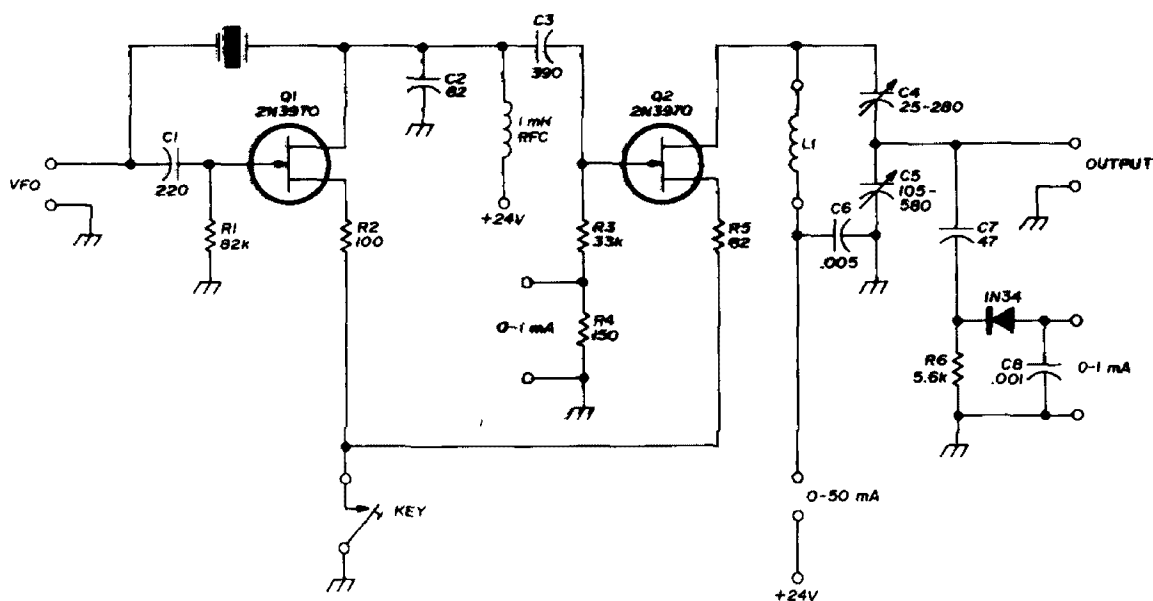 C3
390
Q1
2N3970
C2
82
Q2
2N3970
C4
25-280
1 mH
RFC
L1
C1
220
VFO
OUTPUT
C5
105-
580
+24V
C6
.005
R1
82k
R2
100
R3
33k
R5
82
C7
47
1N34
0-1 mA
R4
150
R6
5.6k
C8
.001
0-1 mA
KEY
0-50 mA
+24V